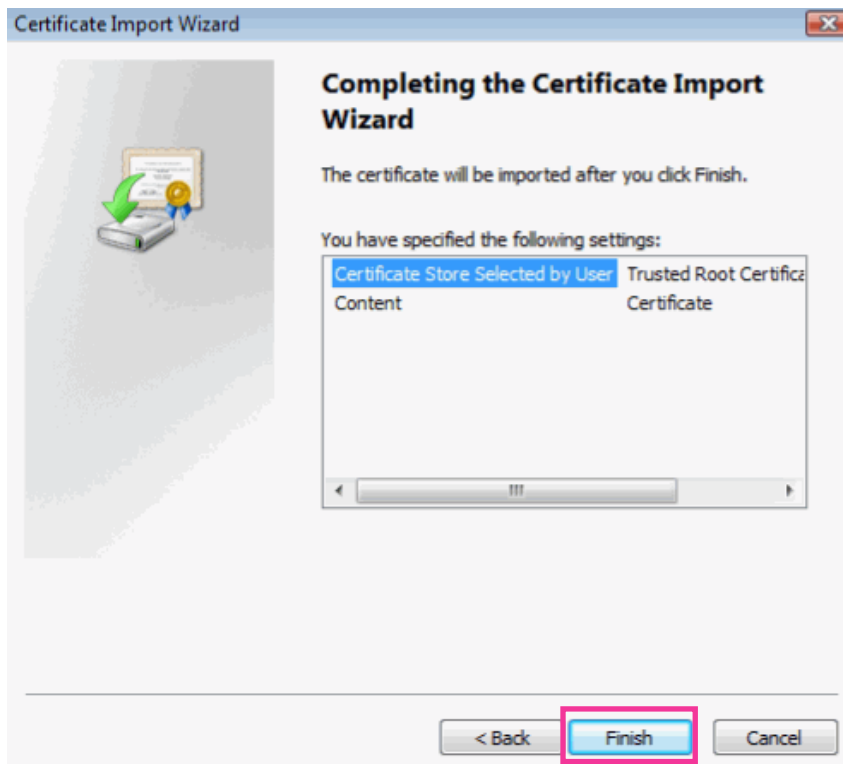 Certificate Import Wizard
Completing the Certificate Import
Wizard
The certificate will be imported after you click Finish.
You have specified the following settings:
Certificate Store Selected by User Trusted Root Certifica
Content Certificate
< Back Finish Cancel